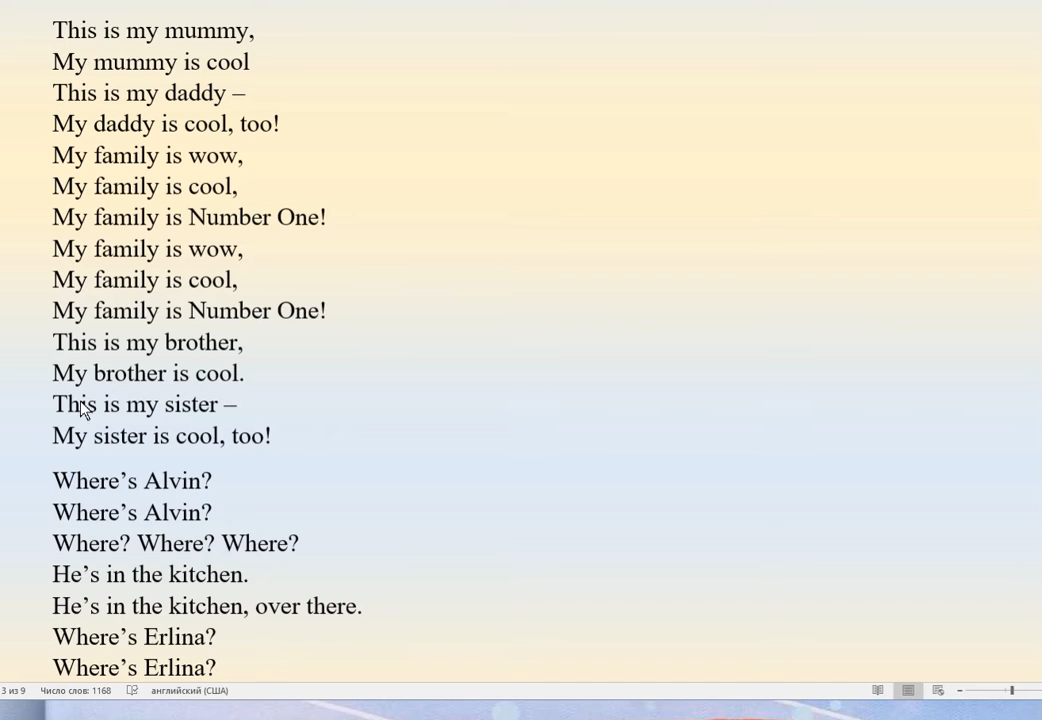 This is my mummy,
My mummy is cool
This is my daddy –
My daddy is cool, too!
My family is wow,
My family is cool,
My family is Number One!
My family is wow,
My family is cool,
My family is Number One!
This is my brother,
My brother is cool.
This is my sister –
My sister is cool, too!
Where’s Alvin?
Where’s Alvin?
Where? Where? Where?
He’s in the kitchen.
He’s in the kitchen, over there.
Where’s Erlina?
Where’s Erlina?
3 из 9 Число слов: 1168 английский (США)